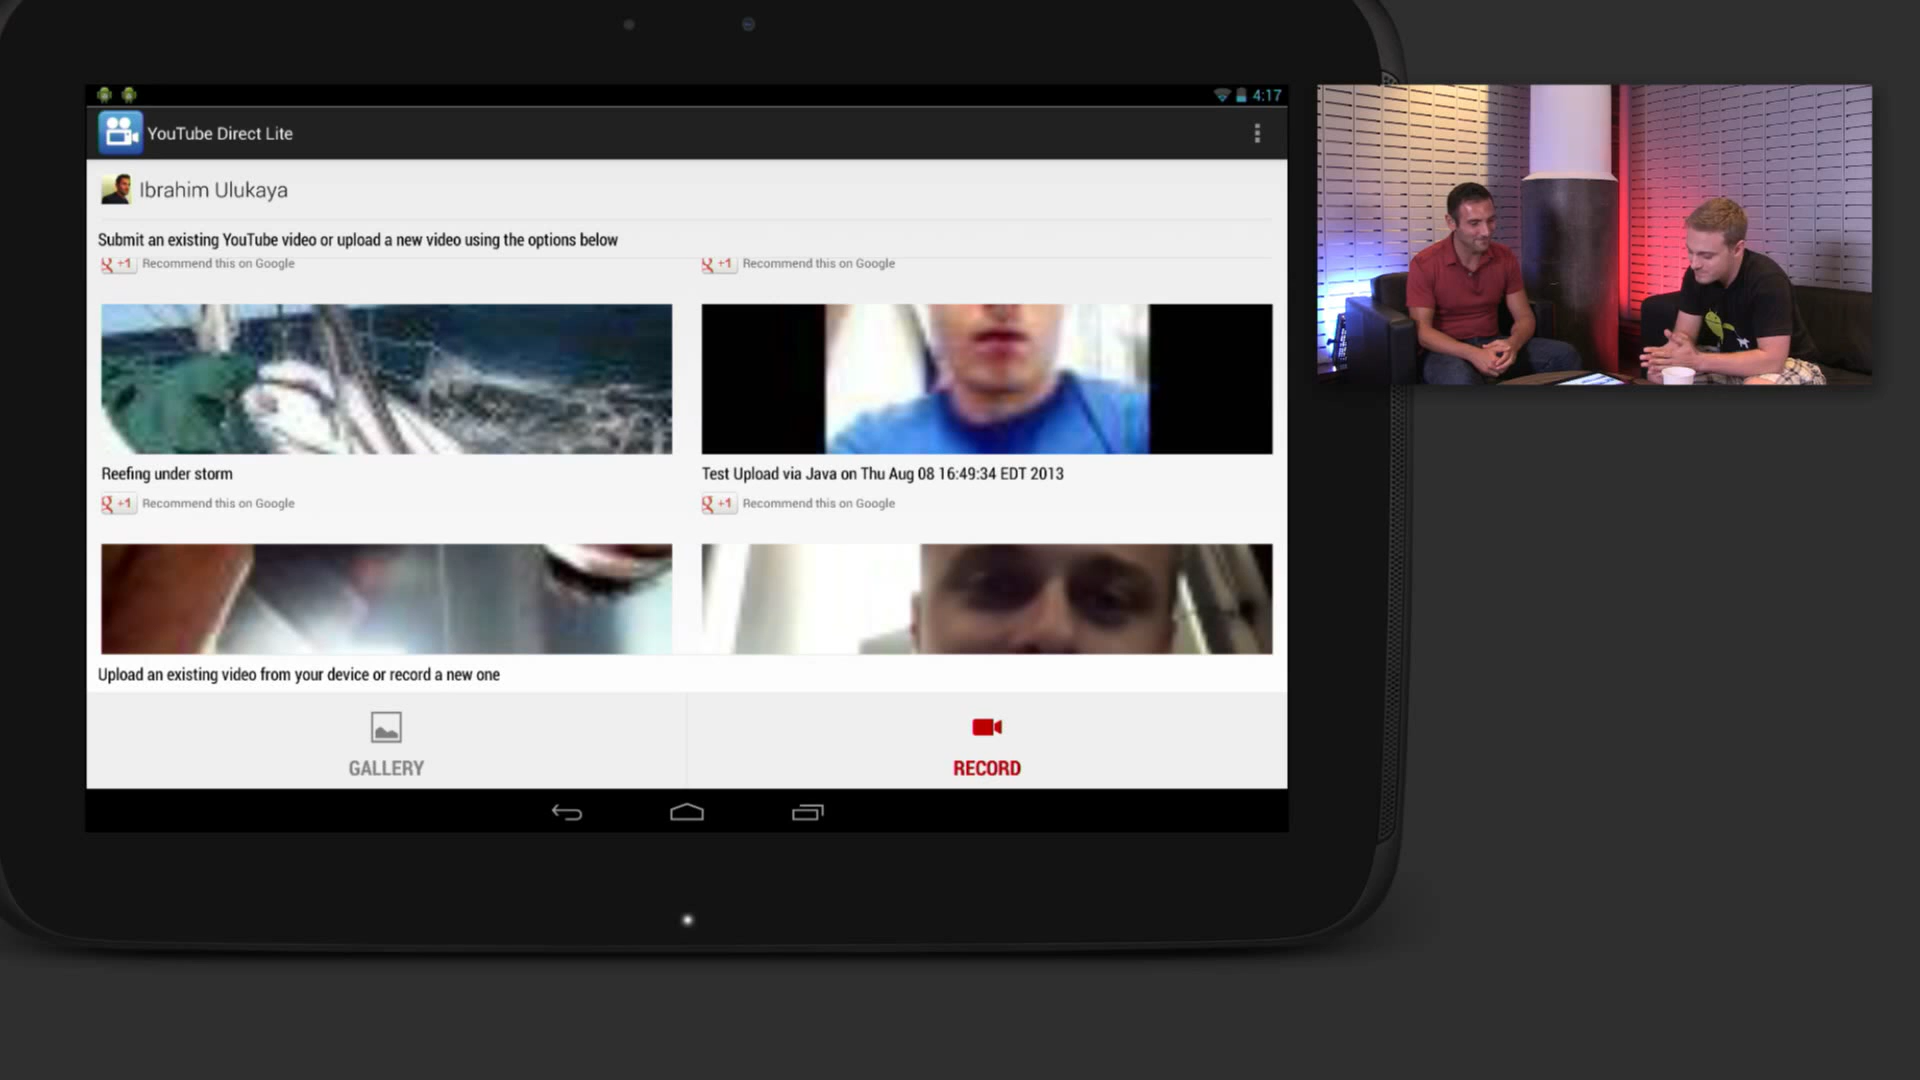 4:17
YouTube Direct Lite
Ibrahim Ulukaya
Submit an existing YouTube video or upload a new video using the options below
+1 Recommend this on Google
+1 Recommend this on Google
Reefing under storm
Test Upload via Java on Thu Aug 08 16:49:34 EDT 2013
g +1 Recommend this on Google
g +1 Recommend this on Google
Upload an existing video from your device or record a new one
GALLERY
RECORD